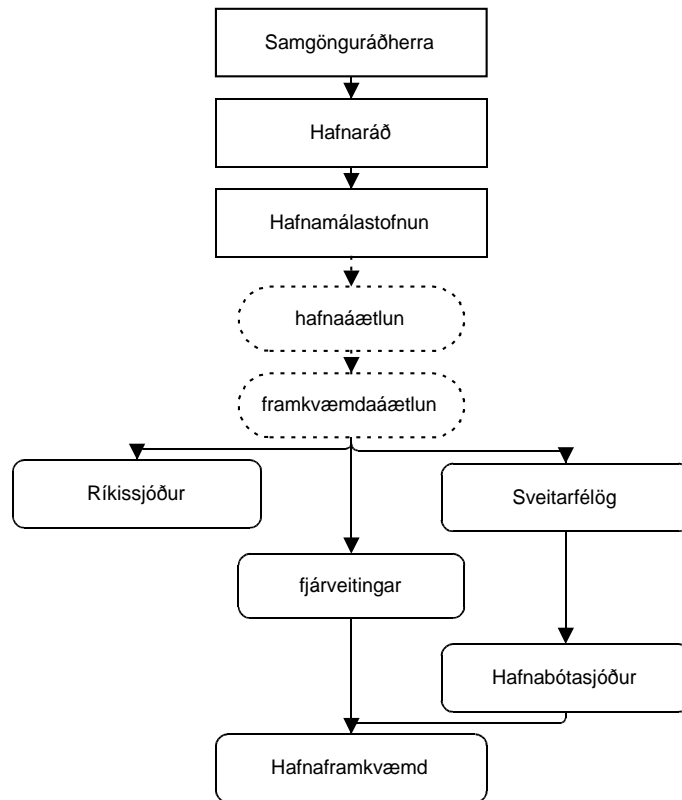 Samgönguráðherra
Hafnaráð
Hafnamálastofnun
hafnaáætlun
framkvæmdaáætlun
Ríkissjóður
Sveitarfélög
fjárveitingar
Hafnabótasjóður
Hafnaframkvæmd